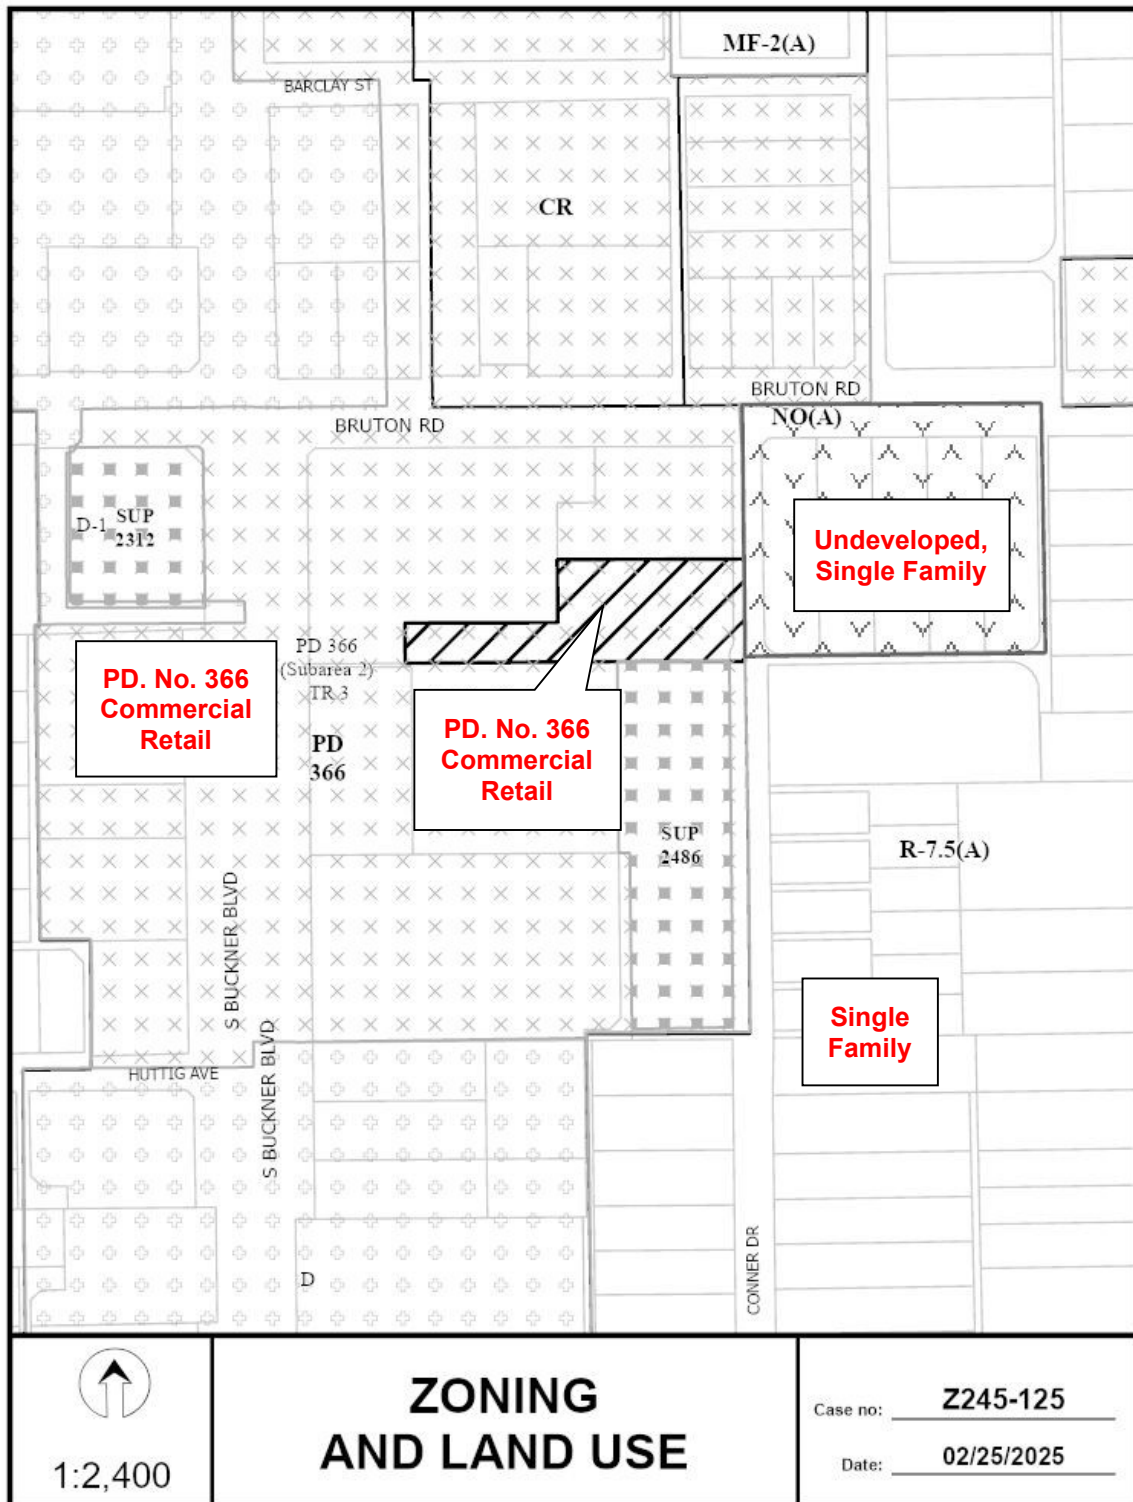 MF-2(A)
BARCLAY ST
CR
BRUTON RD
NO(A)
BRUTON RD
D-1
SUP
2312
Undeveloped,
Single Family
PD 366
(Subarea 2)
TR 3
PD. No. 366
Commercial
Retail
PD. No. 366
Commercial
Retail
PD
366
SUP
2486
R-7.5(A)
S BUCKNER BLVD
Single
Family
S BUCKNER BLVD
HUTTIG AVE
CONNER DR
D
1:2,400
ZONING
AND LAND USE
Case no: Z245-125
Date: 02/25/2025